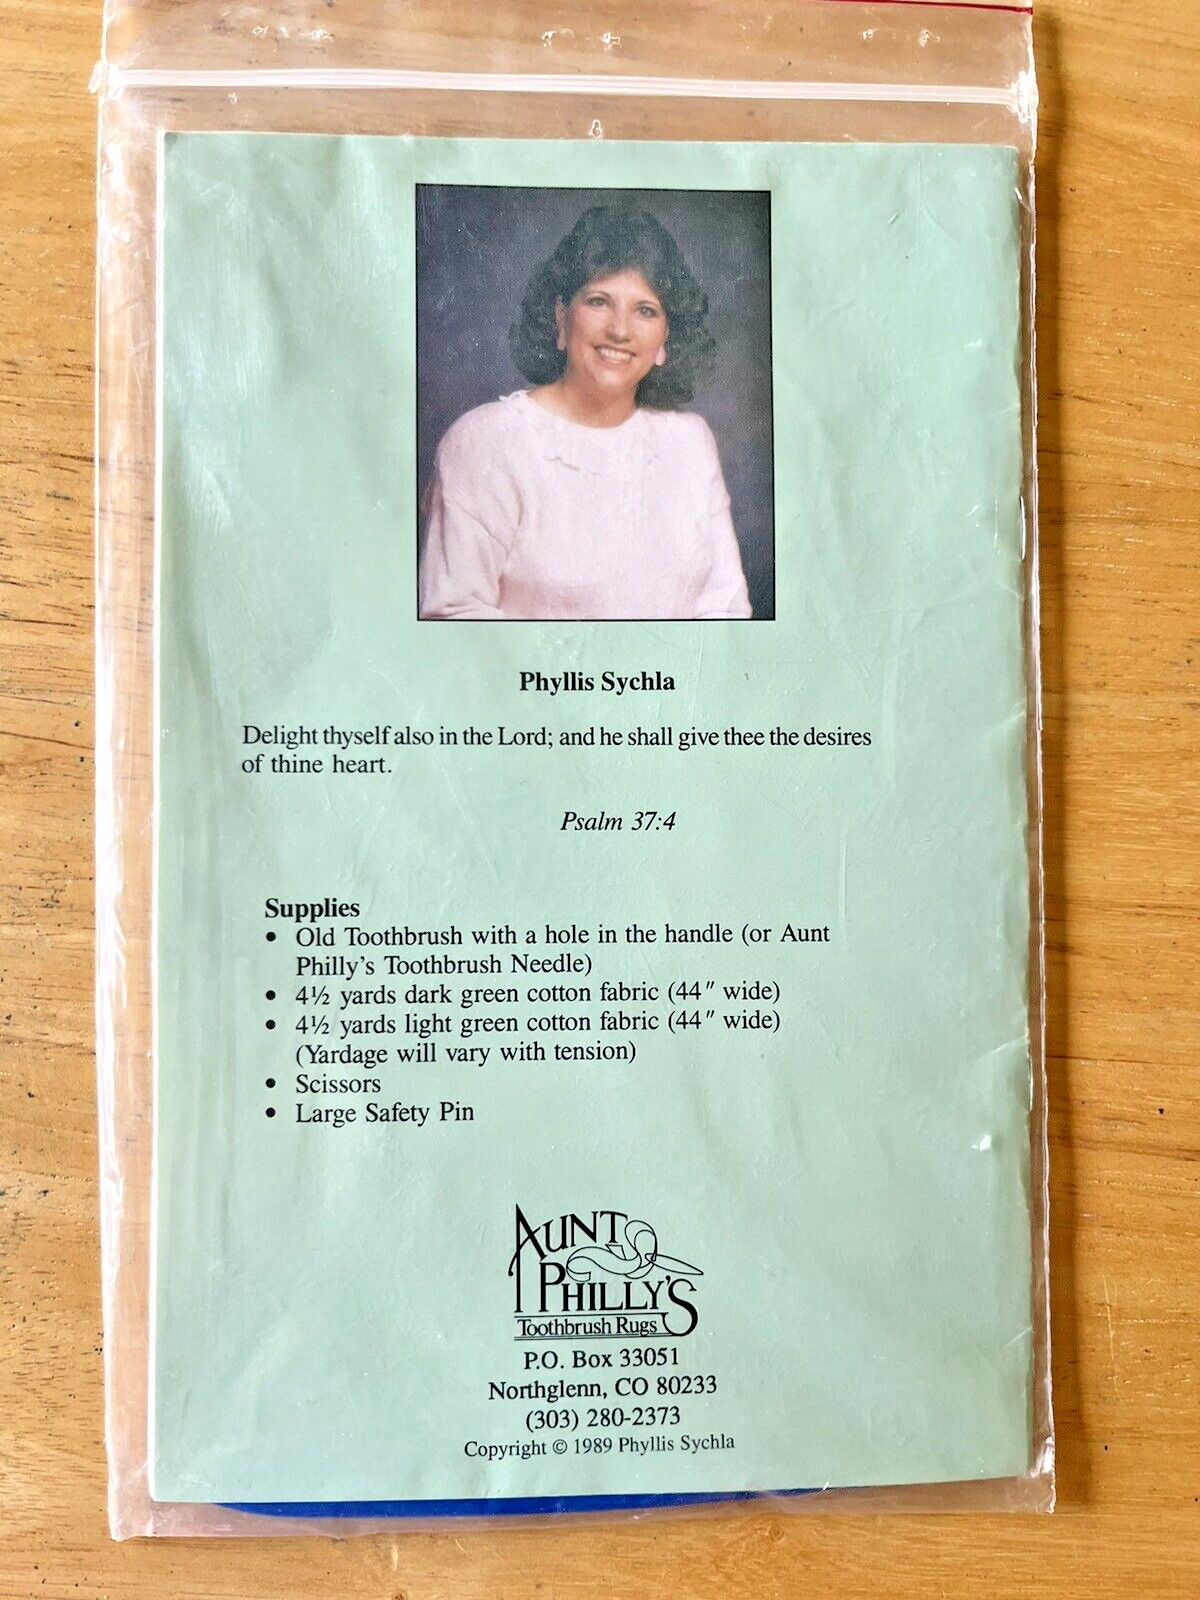 Phyllis Sychla
Delight thyself also in the Lord; and he shall give thee the desires
of thine heart.
Psalm 37:4
Supplies
• Old Toothbrush with a hole in the handle (or Aunt
Philly's Toothbrush Needle)
• 4½ yards dark green cotton fabric (44″ wide)
• 4½ yards light green cotton fabric (44″ wide)
(Yardage will vary with tension)
• Scissors
• Large Safety Pin
AUNT
PHILLY'S
Toothbrush Rugs
P.O. Box 33051
Northglenn, CO 80233
(303) 280-2373
Copyright © 1989 Phyllis Sychla